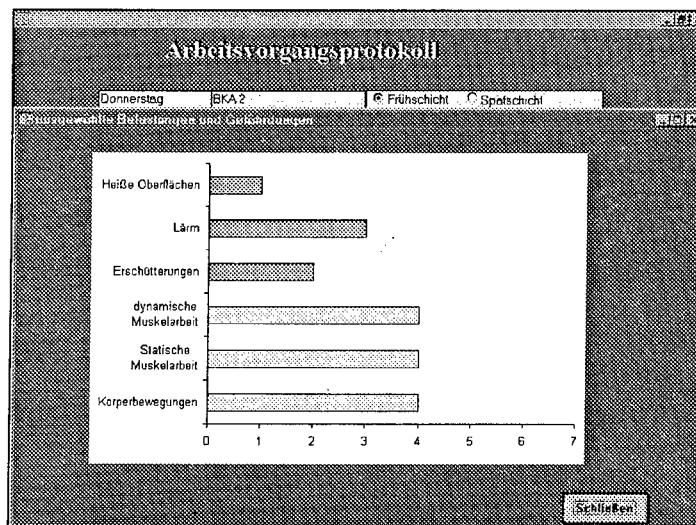 Arbeitsvorgangsprotokoll
Donnerstag BKA 2 Frühschicht Spätschicht
Ausgewählte Belastungen und Gefährdungen
Heiße Oberflächen
Lärm
Erschütterungen
dynamische
Muskelarbeit
Statische
Muskelarbeit
Körperbewegungen
0 1 2 3 4 5 6 7
Schließen